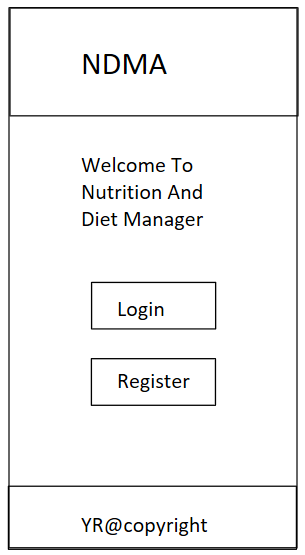 NDMA
Welcome To
Nutrition And
Diet Manager
Login
Register
YR@copyright